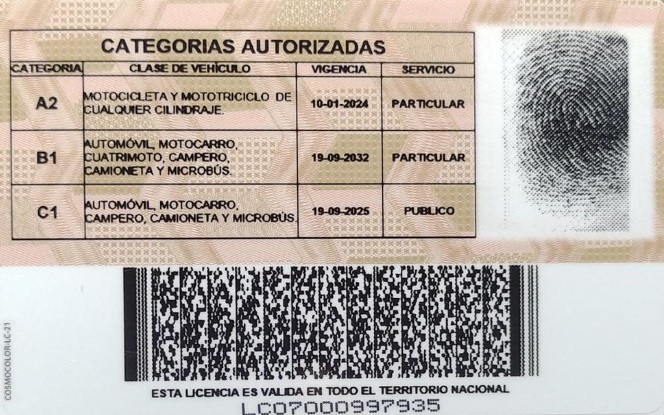 CATEGORIAS AUTORIZADAS
CATEGORIA CLASE DE VEHÍCULO VIGENCIA SERVICIO
A2 MOTOCICLETA Y MOTOTRICICLO DE CUALQUIER CILINDRAJE. 10-01-2024 PARTICULAR
B1 AUTOMÓVIL, MOTOCARRO, CUATRIMOTO, CAMPERO, CAMIONETA Y MICROBÚS. 19-09-2032 PARTICULAR
C1 AUTOMÓVIL, MOTOCARRO, CAMPERO, CAMIONETA Y MICROBÚS. 19-09-2025 PUBLICO
COSMOCOLOR-LC-21
ESTA LICENCIA ES VALIDA EN TODO EL TERRITORIO NACIONAL
LC07000997935